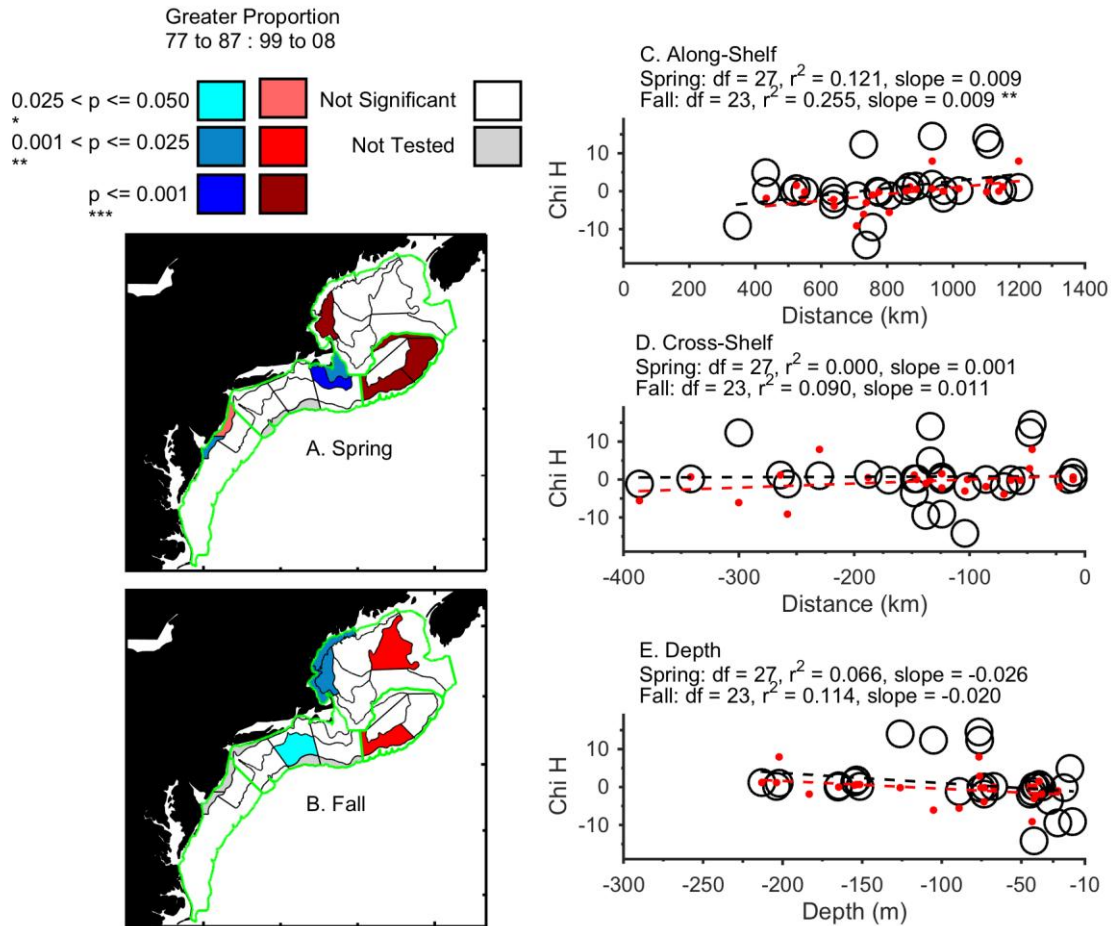 Greater Proportion
77 to 87 : 99 to 08
0.025 < p <= 0.050
*
0.001 < p <= 0.025
**
p <= 0.001
***
Not Significant
Not Tested
A. Spring
B. Fall
C. Along-Shelf
Spring: df = 27, r² = 0.121, slope = 0.009
Fall: df = 23, r² = 0.255, slope = 0.009 **
10
0
-10
Chi H
0 200 400 600 800 1000 1200 1400
Distance (km)
D. Cross-Shelf
Spring: df = 27, r² = 0.000, slope = 0.001
Fall: df = 23, r² = 0.090, slope = 0.011
10
0
-10
Chi H
-400 -300 -200 -100 0
Distance (km)
E. Depth
Spring: df = 27, r² = 0.066, slope = -0.026
Fall: df = 23, r² = 0.114, slope = -0.020
10
0
-10
Chi H
-300 -250 -200 -150 -100 -50 -10
Depth (m)